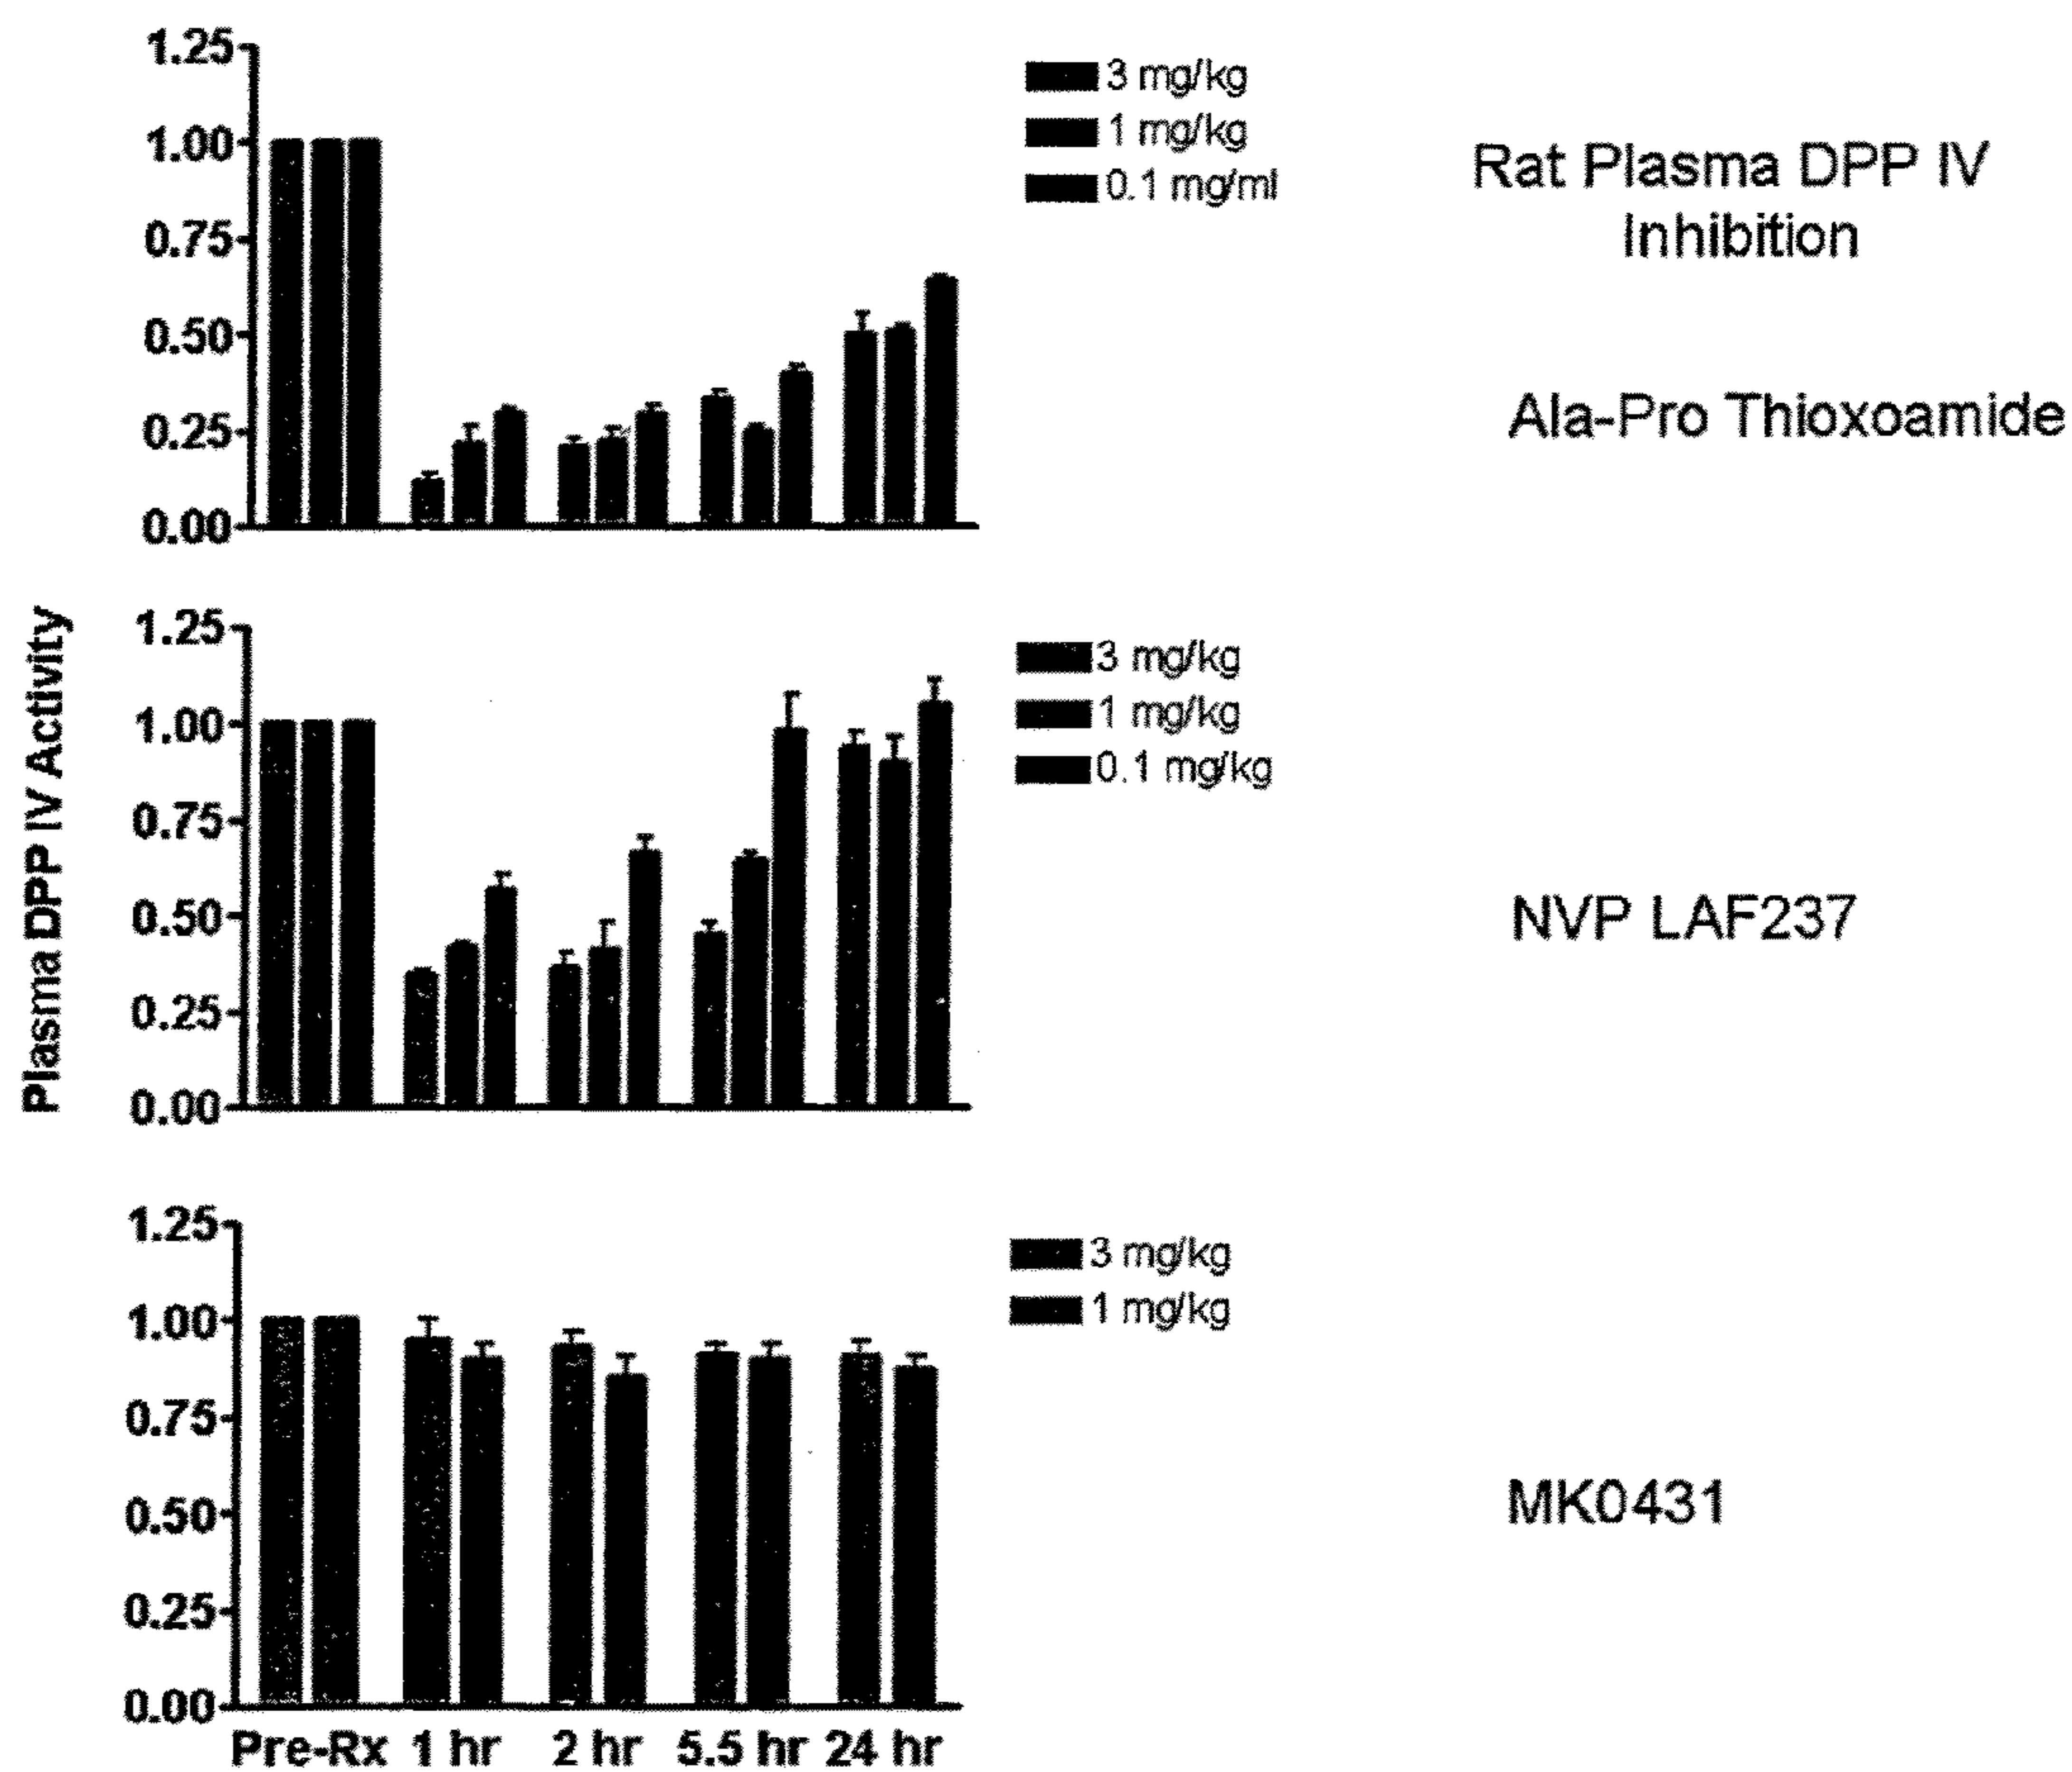 1.25
1.00
0.75
0.50
0.25
0.00
3 mg/kg
1 mg/kg
0.1 mg/ml
Rat Plasma DPP IV
Inhibition
Ala-Pro Thioxoamide
Plasma DPP IV Activity
1.25
1.00
0.75
0.50
0.25
0.00
3 mg/kg
1 mg/kg
0.1 mg/kg
NVP LAF237
1.25
1.00
0.75
0.50
0.25
0.00
3 mg/kg
1 mg/kg
MK0431
Pre-Rx 1 hr 2 hr 5.5 hr 24 hr